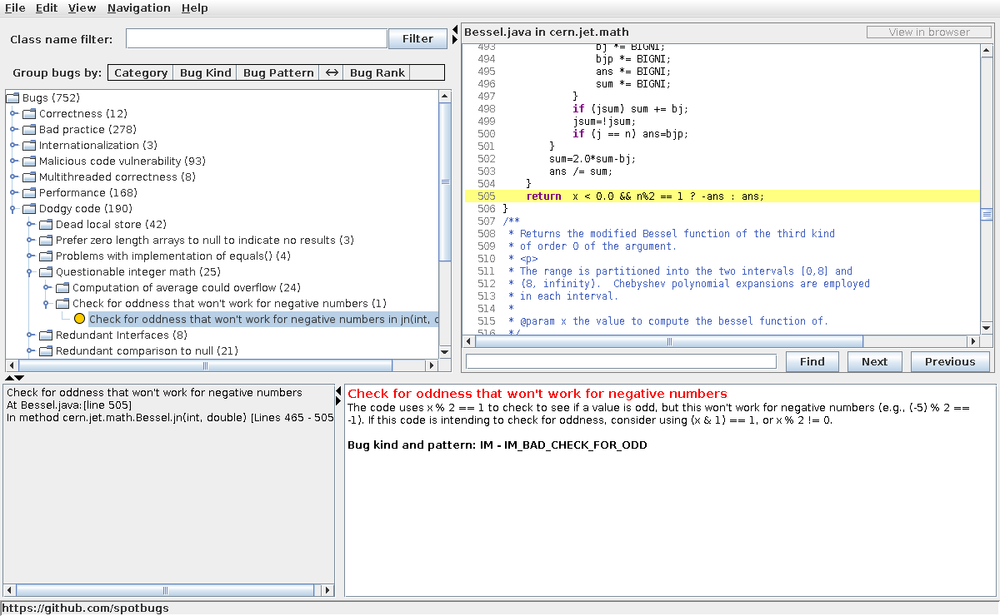 File Edit View Navigation Help
Class name filter: Filter
Group bugs by: Category Bug Kind Bug Pattern ↔ Bug Rank
Bugs (752)
Correctness (12)
Bad practice (278)
Internationalization (3)
Malicious code vulnerability (93)
Multithreaded correctness (8)
Performance (168)
Dodgy code (190)
Dead local store (42)
Prefer zero length arrays to null to indicate no results (3)
Problems with implementation of equals() (4)
Questionable integer math (25)
Computation of average could overflow (24)
Check for oddness that won't work for negative numbers (1)
Check for oddness that won't work for negative numbers in jn(int, d
Redundant Interfaces (8)
Redundant comparison to null (21)
Bessel.java in cern.jet.math View in browser
493 bj *= BIGNI;
494 bjp *= BIGNI;
495 ans *= BIGNI;
496 sum *= BIGNI;
497 }
498 if (jsum) sum += bj;
499 jsum=!jsum;
500 if (j == n) ans=bjp;
501 }
502 sum=2.0*sum-bj;
503 ans /= sum;
504 }
505 return  x < 0.0 && n%2 == 1 ? -ans : ans;
506 }
507 /**
508 * Returns the modified Bessel function of the third kind
509 * of order 0 of the argument.
510 * <p>
511 * The range is partitioned into the two intervals [0,8] and
512 * (8, infinity).  Chebyshev polynomial expansions are employed
513 * in each interval.
514 *
515 * @param x the value to compute the bessel function of.
516 */
Find Next Previous
Check for oddness that won't work for negative numbers
At Bessel.java:[line 505]
In method cern.jet.math.Bessel.jn(int, double) [Lines 465 - 505
Check for oddness that won't work for negative numbers
The code uses x % 2 == 1 to check to see if a value is odd, but this won't work for negative numbers (e.g., (-5) % 2 ==
-1). If this code is intending to check for oddness, consider using (x & 1) == 1, or x % 2 != 0.
Bug kind and pattern: IM - IM_BAD_CHECK_FOR_ODD
https://github.com/spotbugs